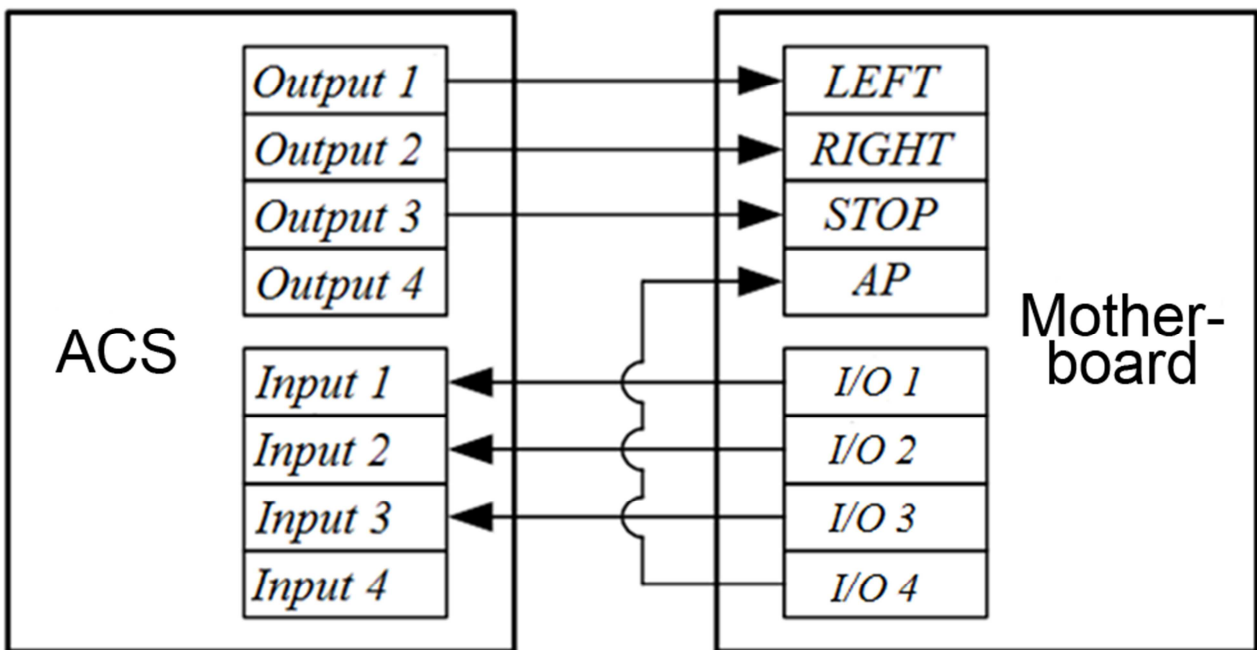 ACS
Output 1
Output 2
Output 3
Output 4
Input 1
Input 2
Input 3
Input 4
LEFT
RIGHT
STOP
AP
I/O 1
I/O 2
I/O 3
I/O 4
Mother-
board